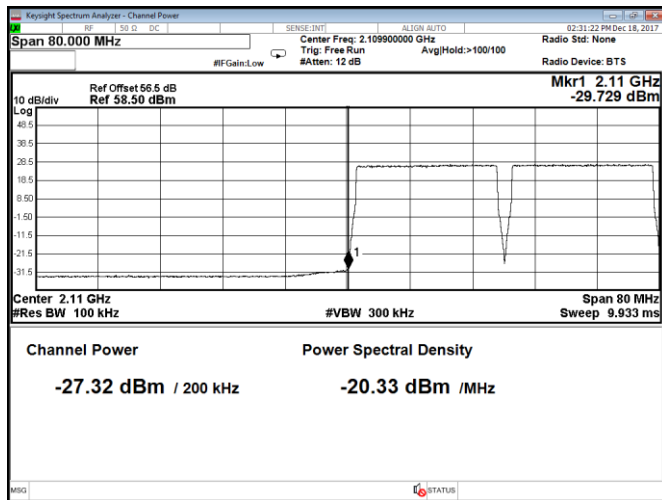 Keysight Spectrum Analyzer - Channel Power
RF 50 Ω DC SENSE:INT ALIGN AUTO 02:31:22 PM Dec 18, 2017
Span 80.000 MHz
Center Freq: 2.109900000 GHz
Radio Std: None
Trig: Free Run
Avg|Hold:>100/100
#IFGain:Low
#Atten: 12 dB
Radio Device: BTS
Ref Offset 56.5 dB
Mkr1 2.11 GHz
10 dB/div
Ref 58.50 dBm
-29.729 dBm
Log
48.5
38.5
28.5
18.5
8.50
-1.50
-11.5
-21.5
-31.5
1
Center 2.11 GHz
Span 80 MHz
#Res BW 100 kHz
#VBW 300 kHz
Sweep 9.933 ms
Channel Power
Power Spectral Density
-27.32 dBm / 200 kHz
-20.33 dBm /MHz
MSG
STATUS